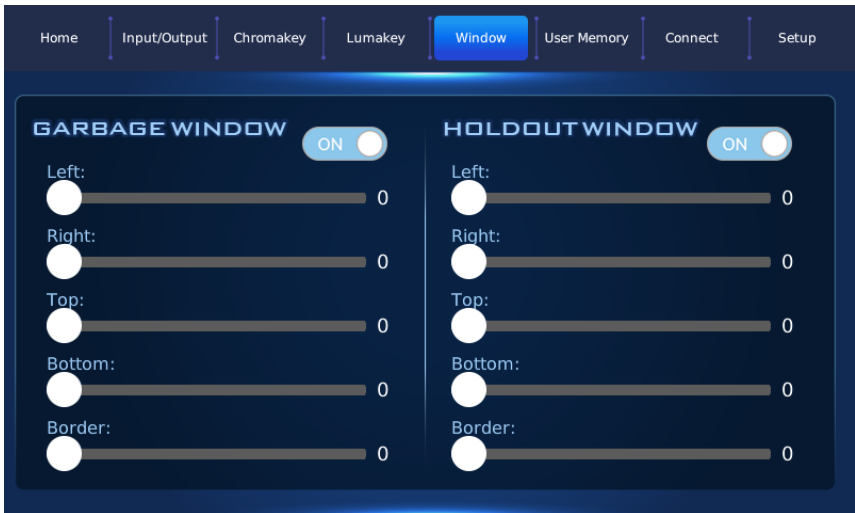 Home Input/Output Chromakey Lumakey Window User Memory Connect Setup
GARBAGE WINDOW ON
Left:
0
Right:
0
Top:
0
Bottom:
0
Border:
0
HOLDOUT WINDOW ON
Left:
0
Right:
0
Top:
0
Bottom:
0
Border:
0